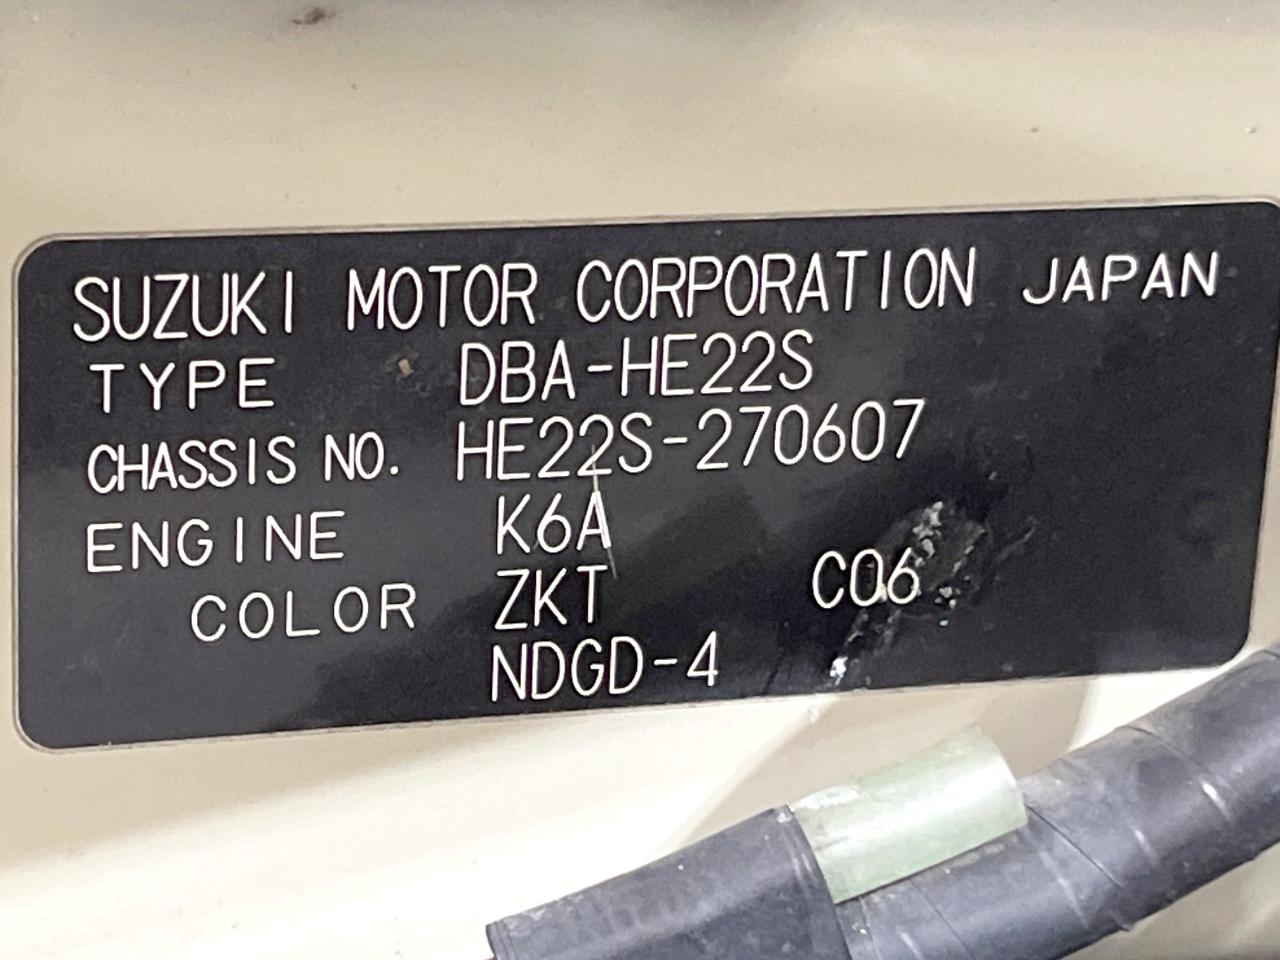 SUZUKI MOTOR CORPORATION JAPAN
TYPE DBA-HE22S
CHASSIS NO. HE22S-270607
ENGINE K6A
COLOR ZKT C06
NDGD-4